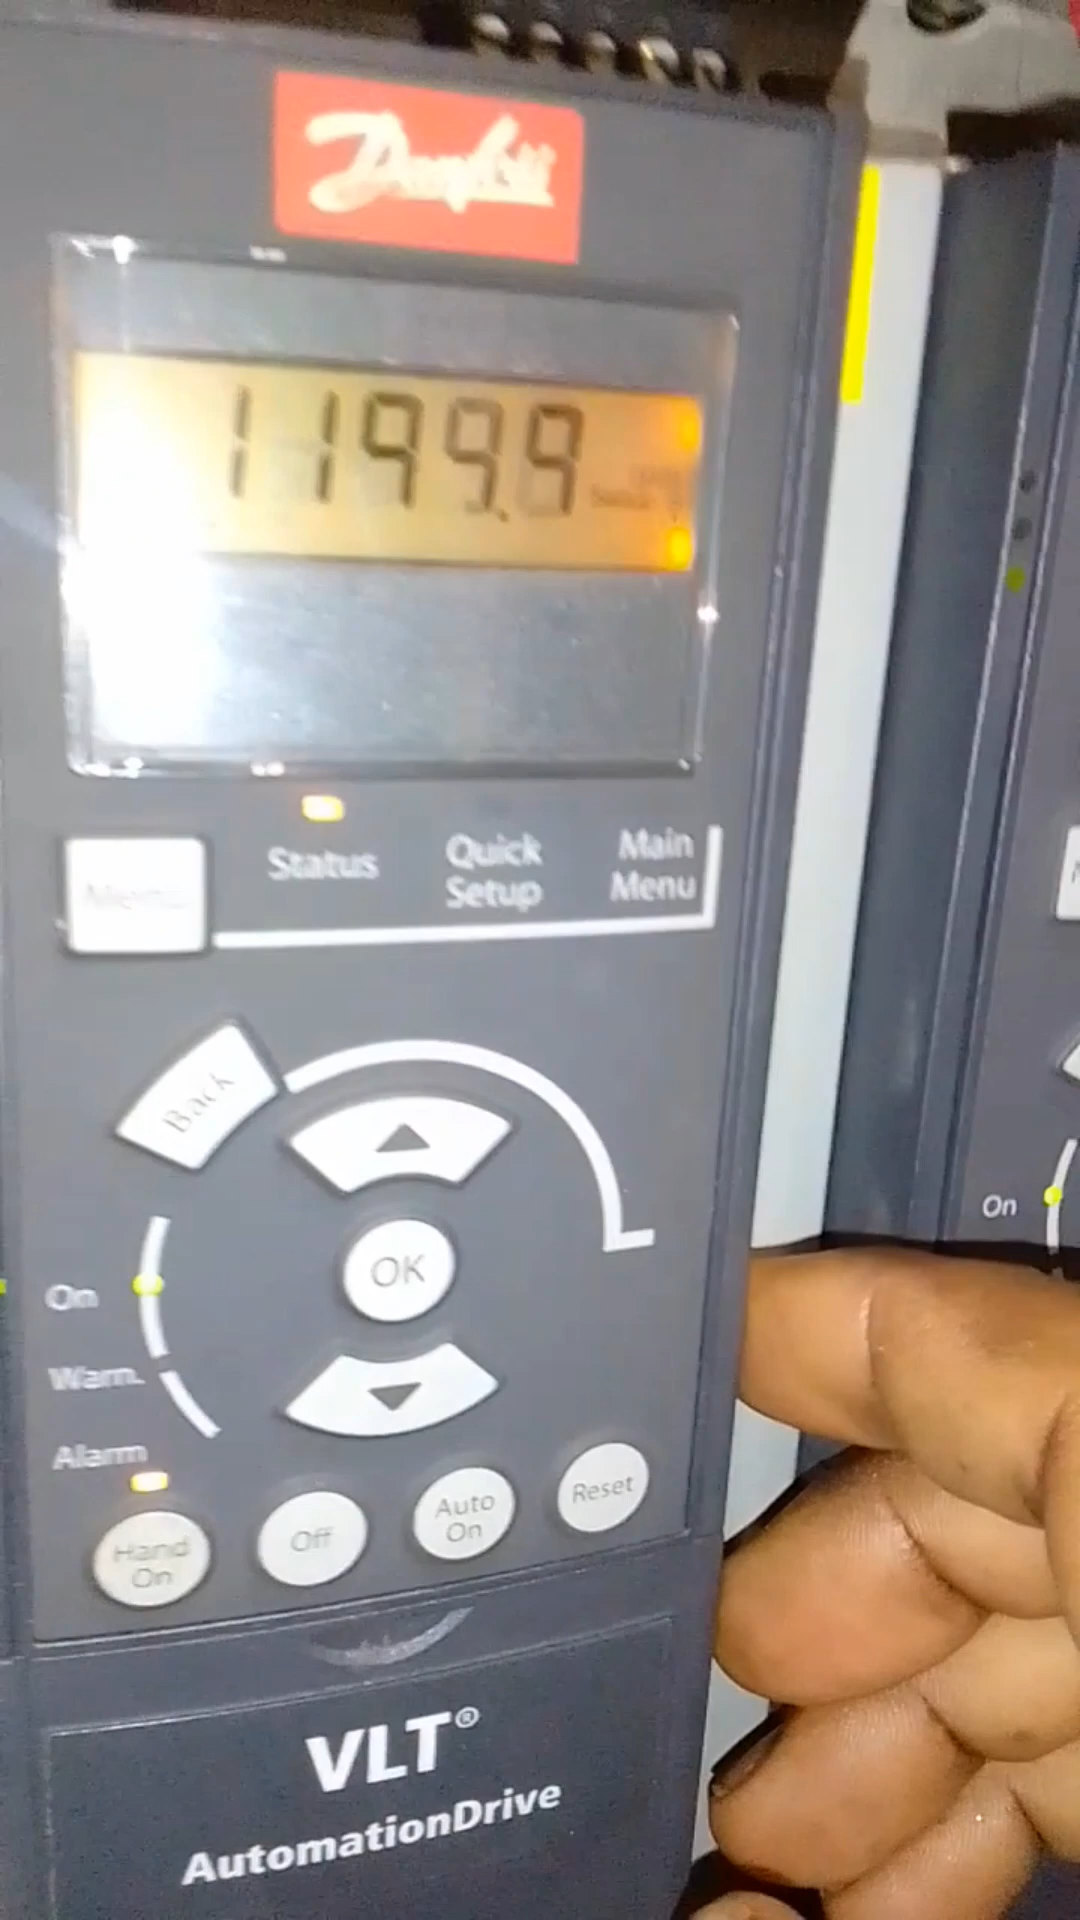 Danfoss
1199.9
Menu
Status
Quick
Setup
Main
Menu
Back
OK
On
Warn.
Alarm
Hand
On
Off
Auto
On
Reset
On
VLT®
AutomationDrive